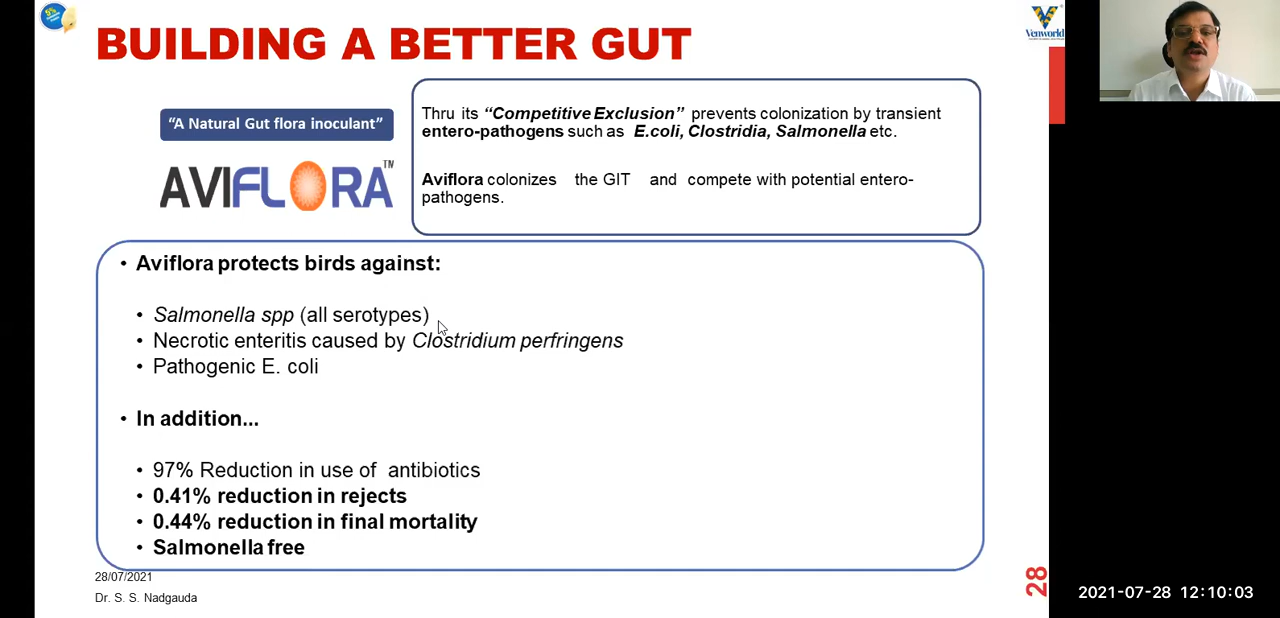 5%
BUILDING A BETTER GUT
Venworld
“A Natural Gut flora inoculant”
AVIFLORA™
Thru its “Competitive Exclusion” prevents colonization by transient
entero-pathogens such as E.coli, Clostridia, Salmonella etc.
Aviflora colonizes the GIT and compete with potential entero-
pathogens.
• Aviflora protects birds against:
• Salmonella spp (all serotypes)
• Necrotic enteritis caused by Clostridium perfringens
• Pathogenic E. coli
• In addition...
• 97% Reduction in use of antibiotics
• 0.41% reduction in rejects
• 0.44% reduction in final mortality
• Salmonella free
28/07/2021
Dr. S. S. Nadgauda
28
2021-07-28 12:10:03